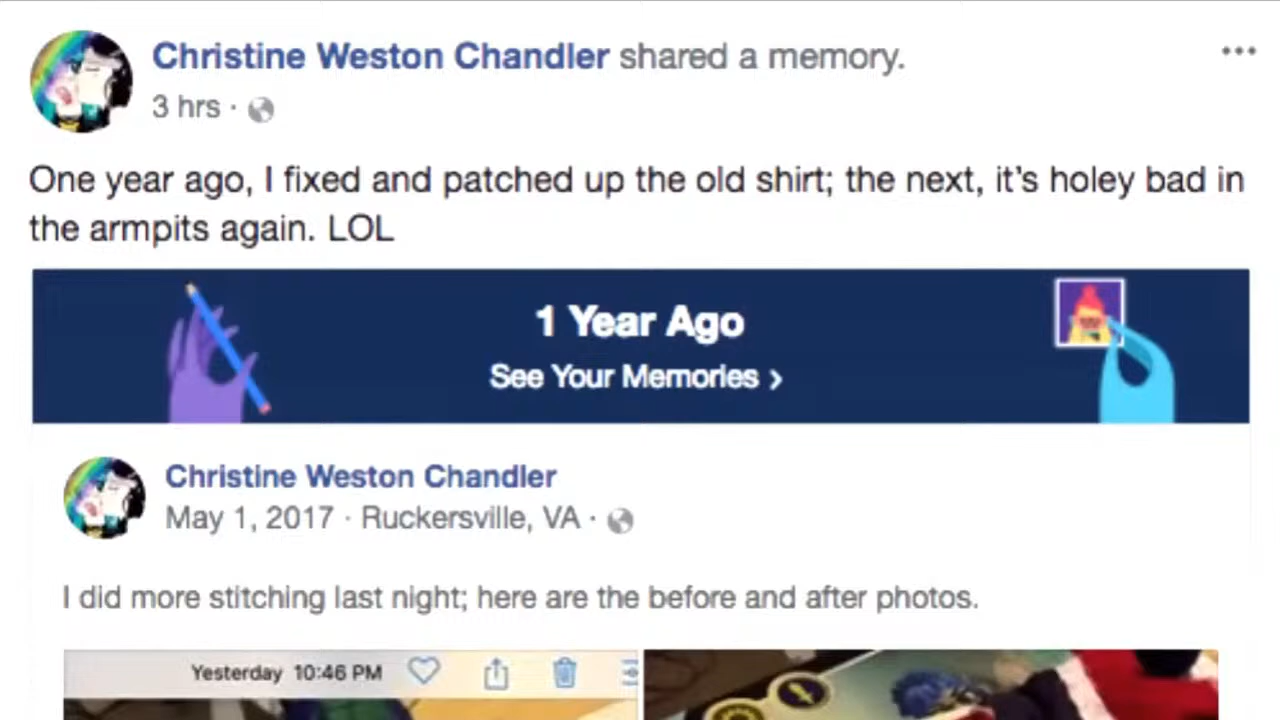 Christine Weston Chandler shared a memory.
3 hrs ·
One year ago, I fixed and patched up the old shirt; the next, it's holey bad in
the armpits again. LOL
1 Year Ago
See Your Memories ›
Christine Weston Chandler
May 1, 2017 · Ruckersville, VA ·
I did more stitching last night; here are the before and after photos.
Yesterday 10:46 PM